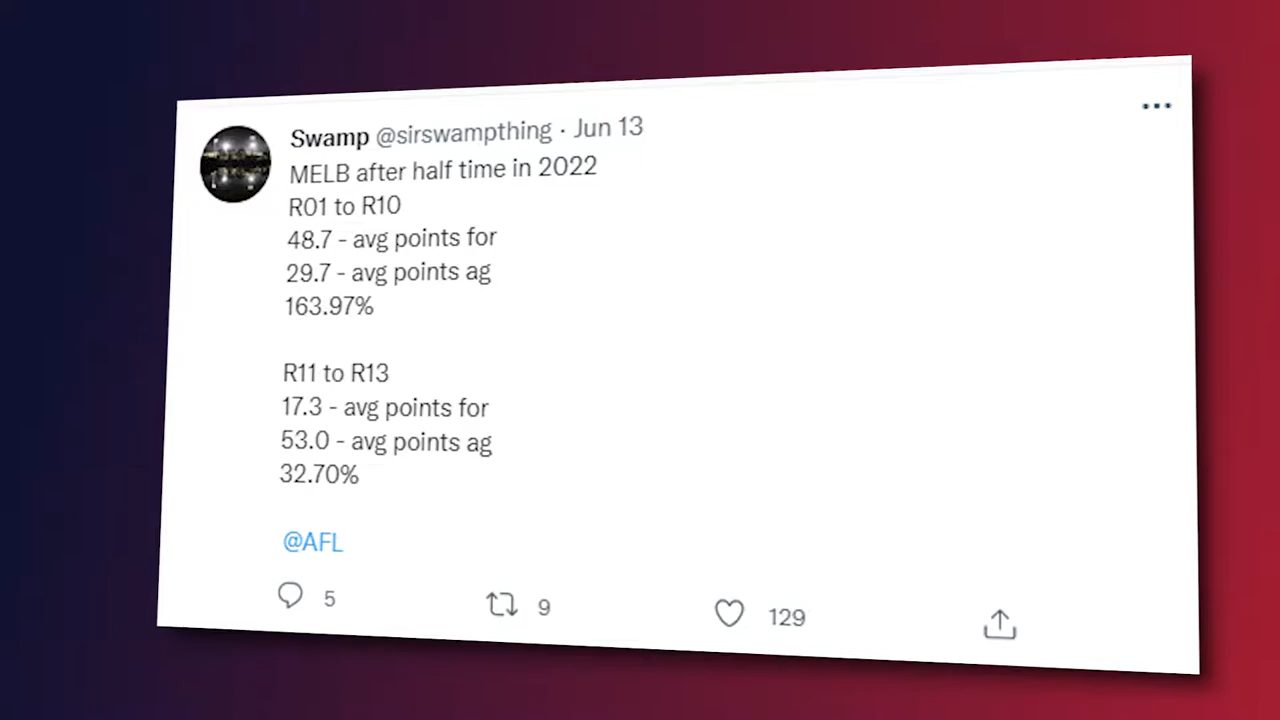 Swamp @sirswampthing · Jun 13
MELB after half time in 2022
R01 to R10
48.7 - avg points for
29.7 - avg points ag
163.97%
R11 to R13
17.3 - avg points for
53.0 - avg points ag
32.70%
@AFL
5 9 129